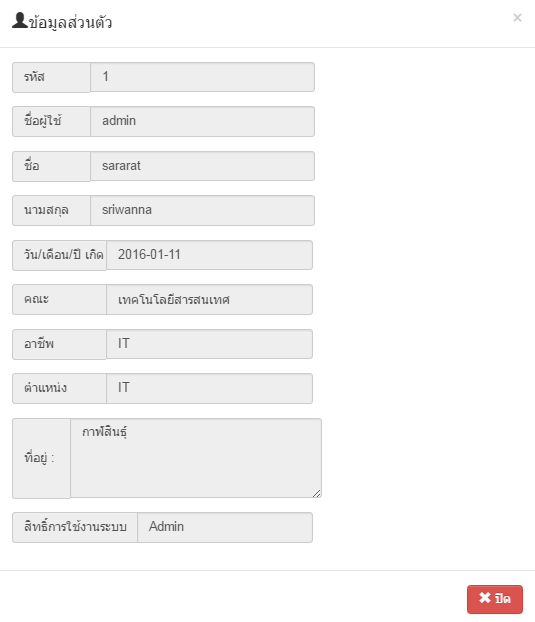 ข้อมูลส่วนตัว ×
รหัส 1
ชื่อผู้ใช้ admin
ชื่อ sararat
นามสกุล sriwanna
วัน/เดือน/ปี เกิด 2016-01-11
คณะ เทคโนโลยีสารสนเทศ
อาชีพ IT
ตำแหน่ง IT
กาฬสินธุ์
ที่อยู่ :
สิทธิ์การใช้งานระบบ Admin
✖ ปิด